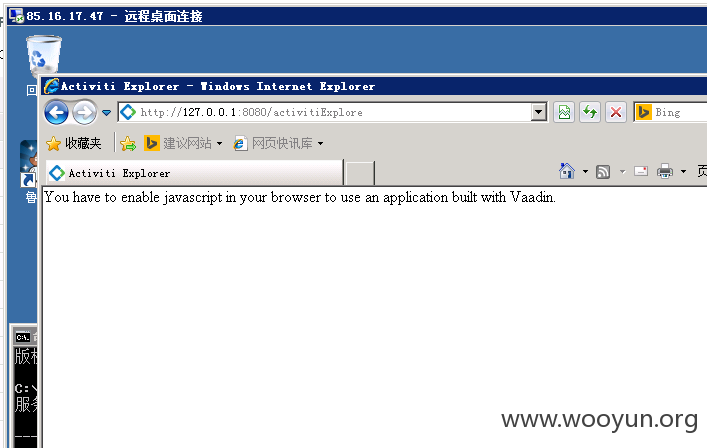 85.16.17.47 - 远程桌面连接
回
Activiti Explorer - Windows Internet Explorer
http://127.0.0.1:8080/activitiExplore
Bing
收藏夹
建议网站
网页快讯库
Activiti Explorer
You have to enable javascript in your browser to use an application built with Vaadin.
鲁
C:\
版权
C:\
服务
www.wooyun.org